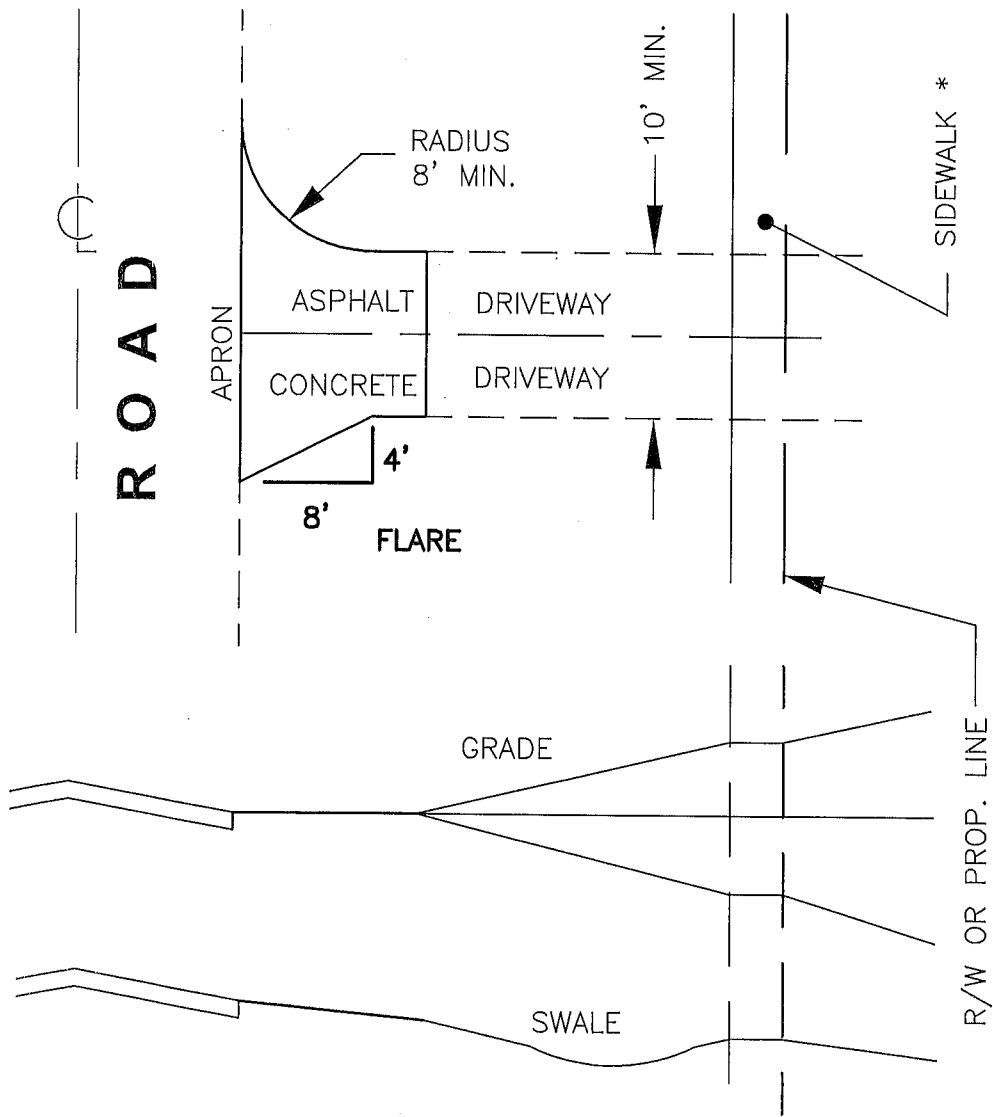 ROAD
℄
RADIUS
8' MIN.
10' MIN.
SIDEWALK *
APRON
ASPHALT
DRIVEWAY
CONCRETE
DRIVEWAY
4'
8'
FLARE
GRADE
R/W OR PROP. LINE
SWALE